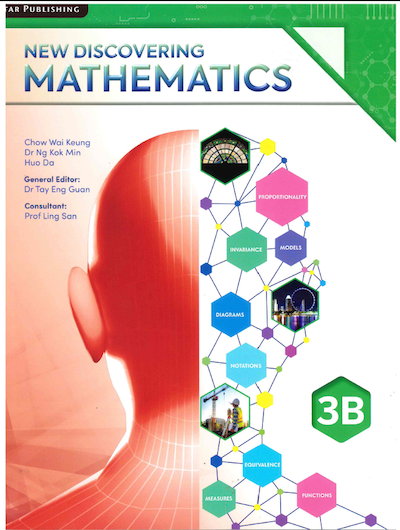 PUBLISHING
NEW DISCOVERING
MATHEMATICS
Chow Wai Keung
Dr Ng Kok Min
Huo Da
General Editor:
Dr Tay Eng Guan
Consultant:
Prof Ling San
PROPORTIONALITY
INVARIANCE
MODELS
DIAGRAMS
NOTATIONS
3B
EQUIVALENCE
MEASURES
FUNCTIONS